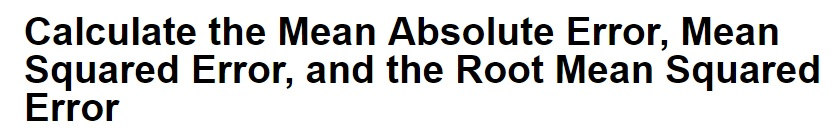 Calculate the Mean Absolute Error, Mean
Squared Error, and the Root Mean Squared
Error